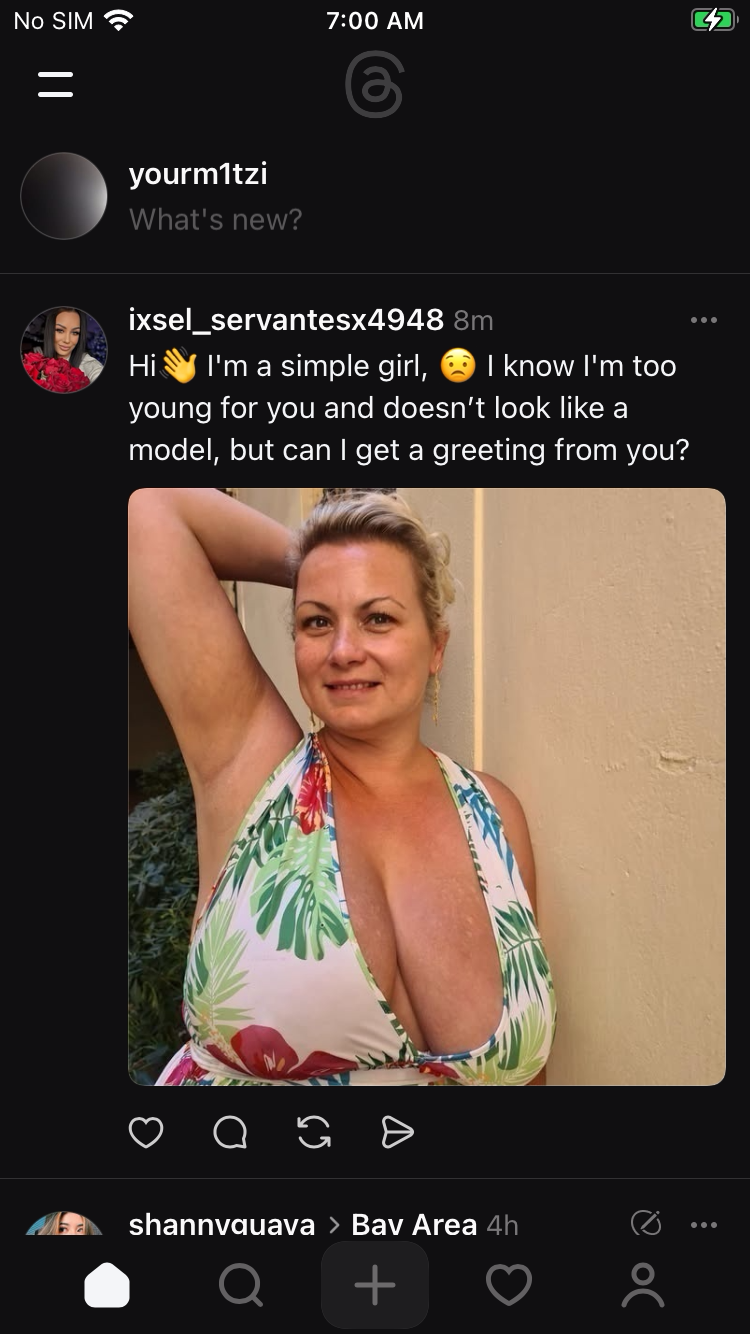 No SIM 7:00 AM
yourm1tzi
What's new?
ixsel_servantesx4948 8m
Hi👋 I'm a simple girl, 😟 I know I'm too
young for you and doesn’t look like a
model, but can I get a greeting from you?
shannyguava > Bay Area 4h